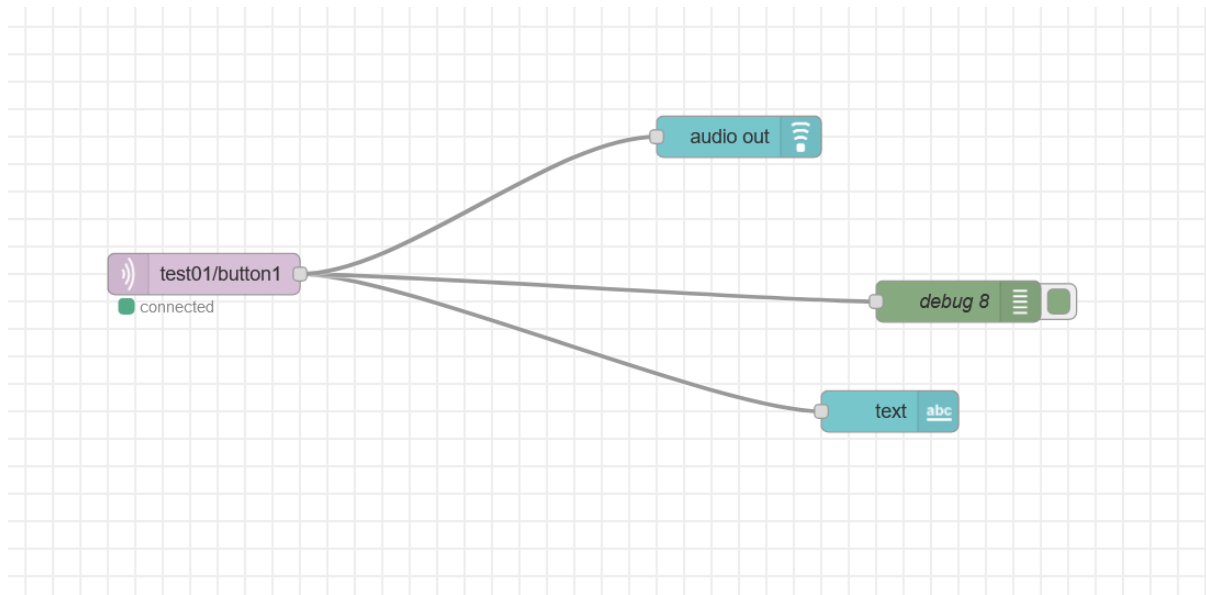 audio out
test01/button1
connected
debug 8
text
abc